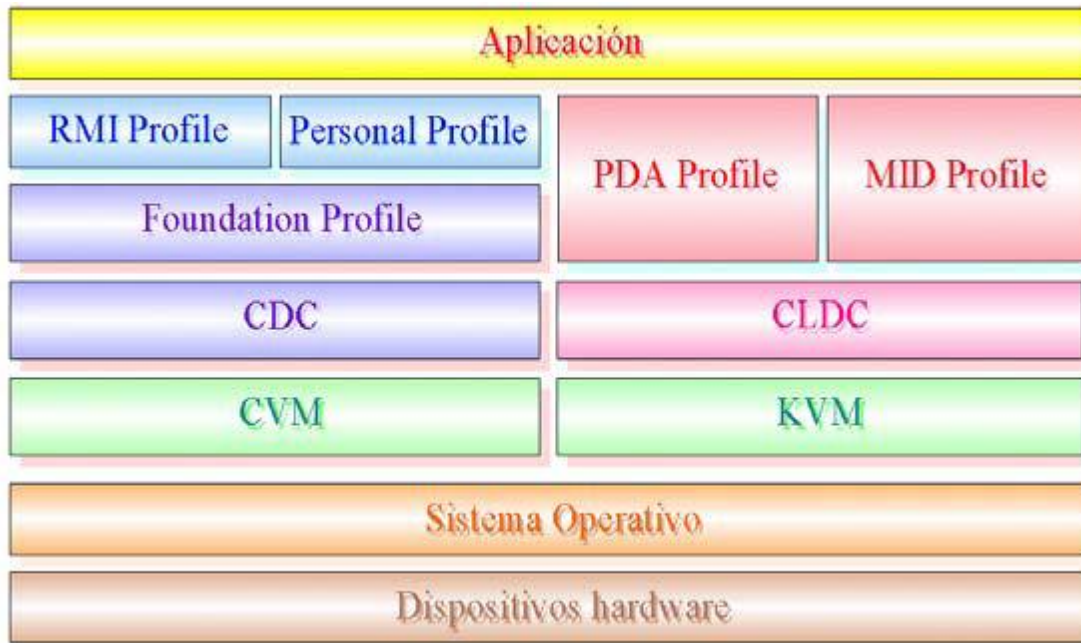 Aplicación
RMI Profile
Personal Profile
PDA Profile
MID Profile
Foundation Profile
CDC
CLDC
CVM
KVM
Sistema Operativo
Dispositivos hardware